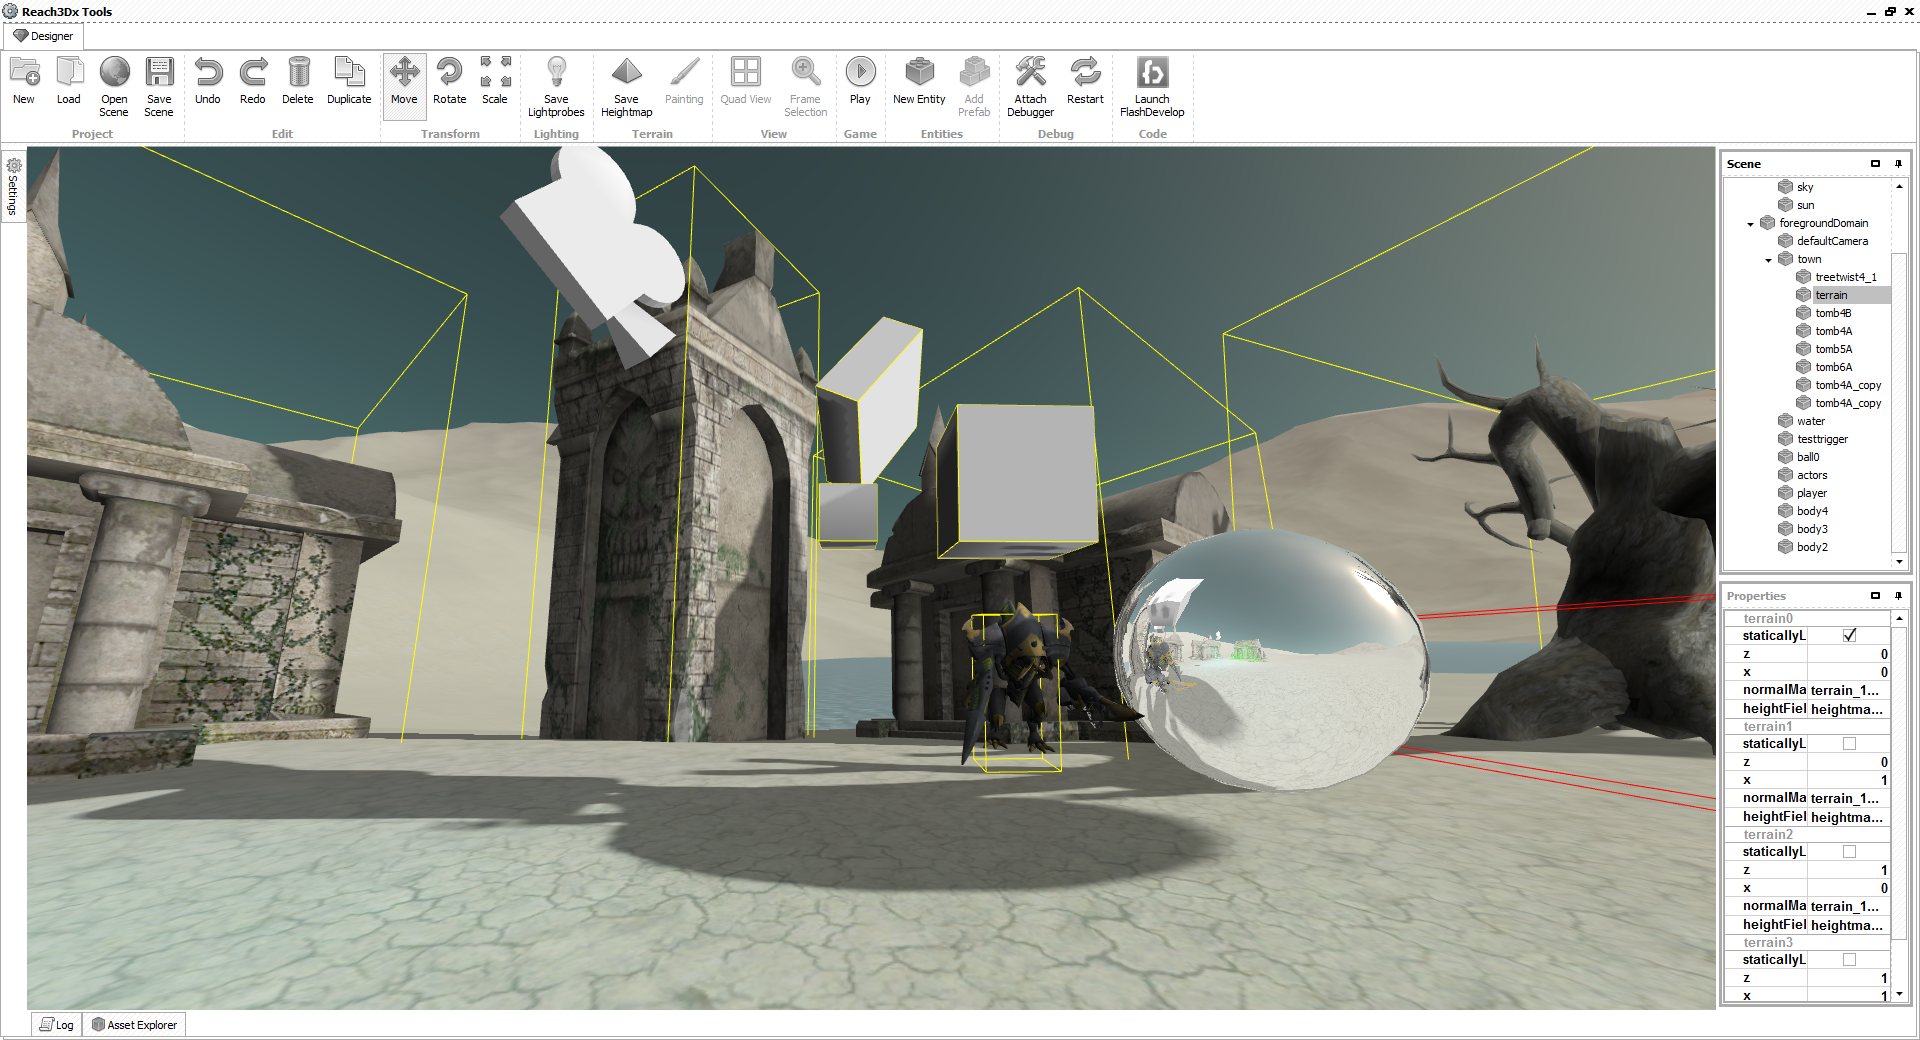 Reach3Dx Tools
Designer
New
Load
Open Scene
Save Scene
Project
Undo
Redo
Delete
Duplicate
Edit
Move
Rotate
Scale
Transform
Save Lightprobes
Lighting
Save Heightmap
Painting
Terrain
Quad View
Frame Selection
View
Play
Game
New Entity
Add Prefab
Entities
Attach Debugger
Restart
Debug
Launch FlashDevelop
Code
Settings
Scene
sky
sun
foregroundDomain
defaultCamera
town
treetwist4_1
terrain
tomb4B
tomb4A
tomb5A
tomb6A
tomb4A_copy
tomb4A_copy
water
testtrigger
ball0
actors
player
body4
body3
body2
Properties
terrain0
staticallyL
z 0
x 0
normalMa terrain_1...
heightFiel heightma...
terrain1
staticallyL
z 0
x 1
normalMa terrain_1...
heightFiel heightma...
terrain2
staticallyL
z 1
x 0
normalMa terrain_1...
heightFiel heightma...
terrain3
staticallyL
z 1
x 1
Log
Asset Explorer